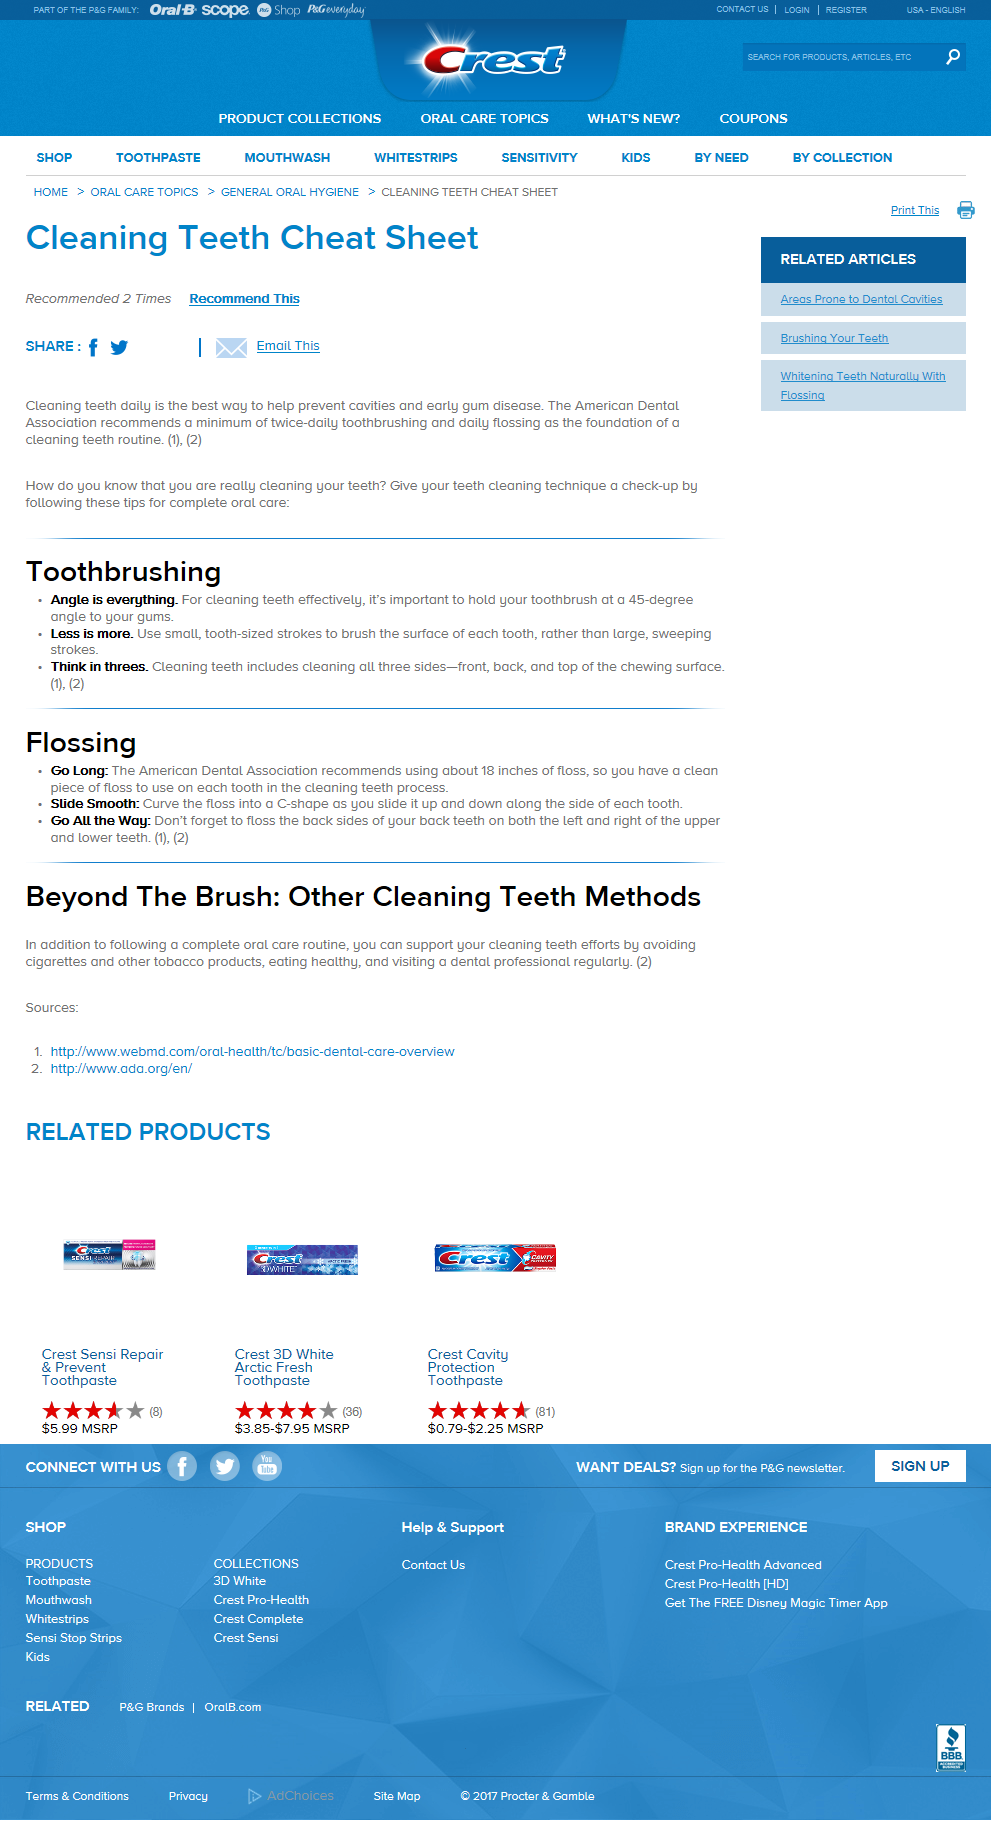 PART OF THE P&G FAMILY: Oral-B scope P&G Shop P&G everyday
CONTACT US | LOGIN | REGISTER USA - ENGLISH
Crest
SEARCH FOR PRODUCTS, ARTICLES, ETC
PRODUCT COLLECTIONS ORAL CARE TOPICS WHAT'S NEW? COUPONS
SHOP TOOTHPASTE MOUTHWASH WHITESTRIPS SENSITIVITY KIDS BY NEED BY COLLECTION
HOME > ORAL CARE TOPICS > GENERAL ORAL HYGIENE > CLEANING TEETH CHEAT SHEET
Print This
Cleaning Teeth Cheat Sheet
Recommended 2 Times Recommend This
SHARE : | Email This
RELATED ARTICLES
Areas Prone to Dental Cavities
Brushing Your Teeth
Whitening Teeth Naturally With
Flossing
Cleaning teeth daily is the best way to help prevent cavities and early gum disease. The American Dental
Association recommends a minimum of twice-daily toothbrushing and daily flossing as the foundation of a
cleaning teeth routine. (1), (2)
How do you know that you are really cleaning your teeth? Give your teeth cleaning technique a check-up by
following these tips for complete oral care:
Toothbrushing
• Angle is everything. For cleaning teeth effectively, it's important to hold your toothbrush at a 45-degree
angle to your gums.
• Less is more. Use small, tooth-sized strokes to brush the surface of each tooth, rather than large, sweeping
strokes.
• Think in threes. Cleaning teeth includes cleaning all three sides—front, back, and top of the chewing surface.
(1), (2)
Flossing
• Go Long: The American Dental Association recommends using about 18 inches of floss, so you have a clean
piece of floss to use on each tooth in the cleaning teeth process.
• Slide Smooth: Curve the floss into a C-shape as you slide it up and down along the side of each tooth.
• Go All the Way: Don't forget to floss the back sides of your back teeth on both the left and right of the upper
and lower teeth. (1), (2)
Beyond The Brush: Other Cleaning Teeth Methods
In addition to following a complete oral care routine, you can support your cleaning teeth efforts by avoiding
cigarettes and other tobacco products, eating healthy, and visiting a dental professional regularly. (2)
Sources:
1. http://www.webmd.com/oral-health/tc/basic-dental-care-overview
2. http://www.ada.org/en/
RELATED PRODUCTS
Crest
SENSI REPAIR
Crest
3D WHITE
Crest CAVITY
Crest Sensi Repair
& Prevent
Toothpaste
(8)
$5.99 MSRP
Crest 3D White
Arctic Fresh
Toothpaste
(36)
$3.85-$7.95 MSRP
Crest Cavity
Protection
Toothpaste
(81)
$0.79-$2.25 MSRP
CONNECT WITH US You Tube
WANT DEALS? Sign up for the P&G newsletter. SIGN UP
SHOP
PRODUCTS
Toothpaste
Mouthwash
Whitestrips
Sensi Stop Strips
Kids
COLLECTIONS
3D White
Crest Pro-Health
Crest Complete
Crest Sensi
Help & Support
Contact Us
BRAND EXPERIENCE
Crest Pro-Health Advanced
Crest Pro-Health [HD]
Get The FREE Disney Magic Timer App
RELATED P&G Brands | OralB.com
BBB
Terms & Conditions Privacy AdChoices Site Map © 2017 Procter & Gamble